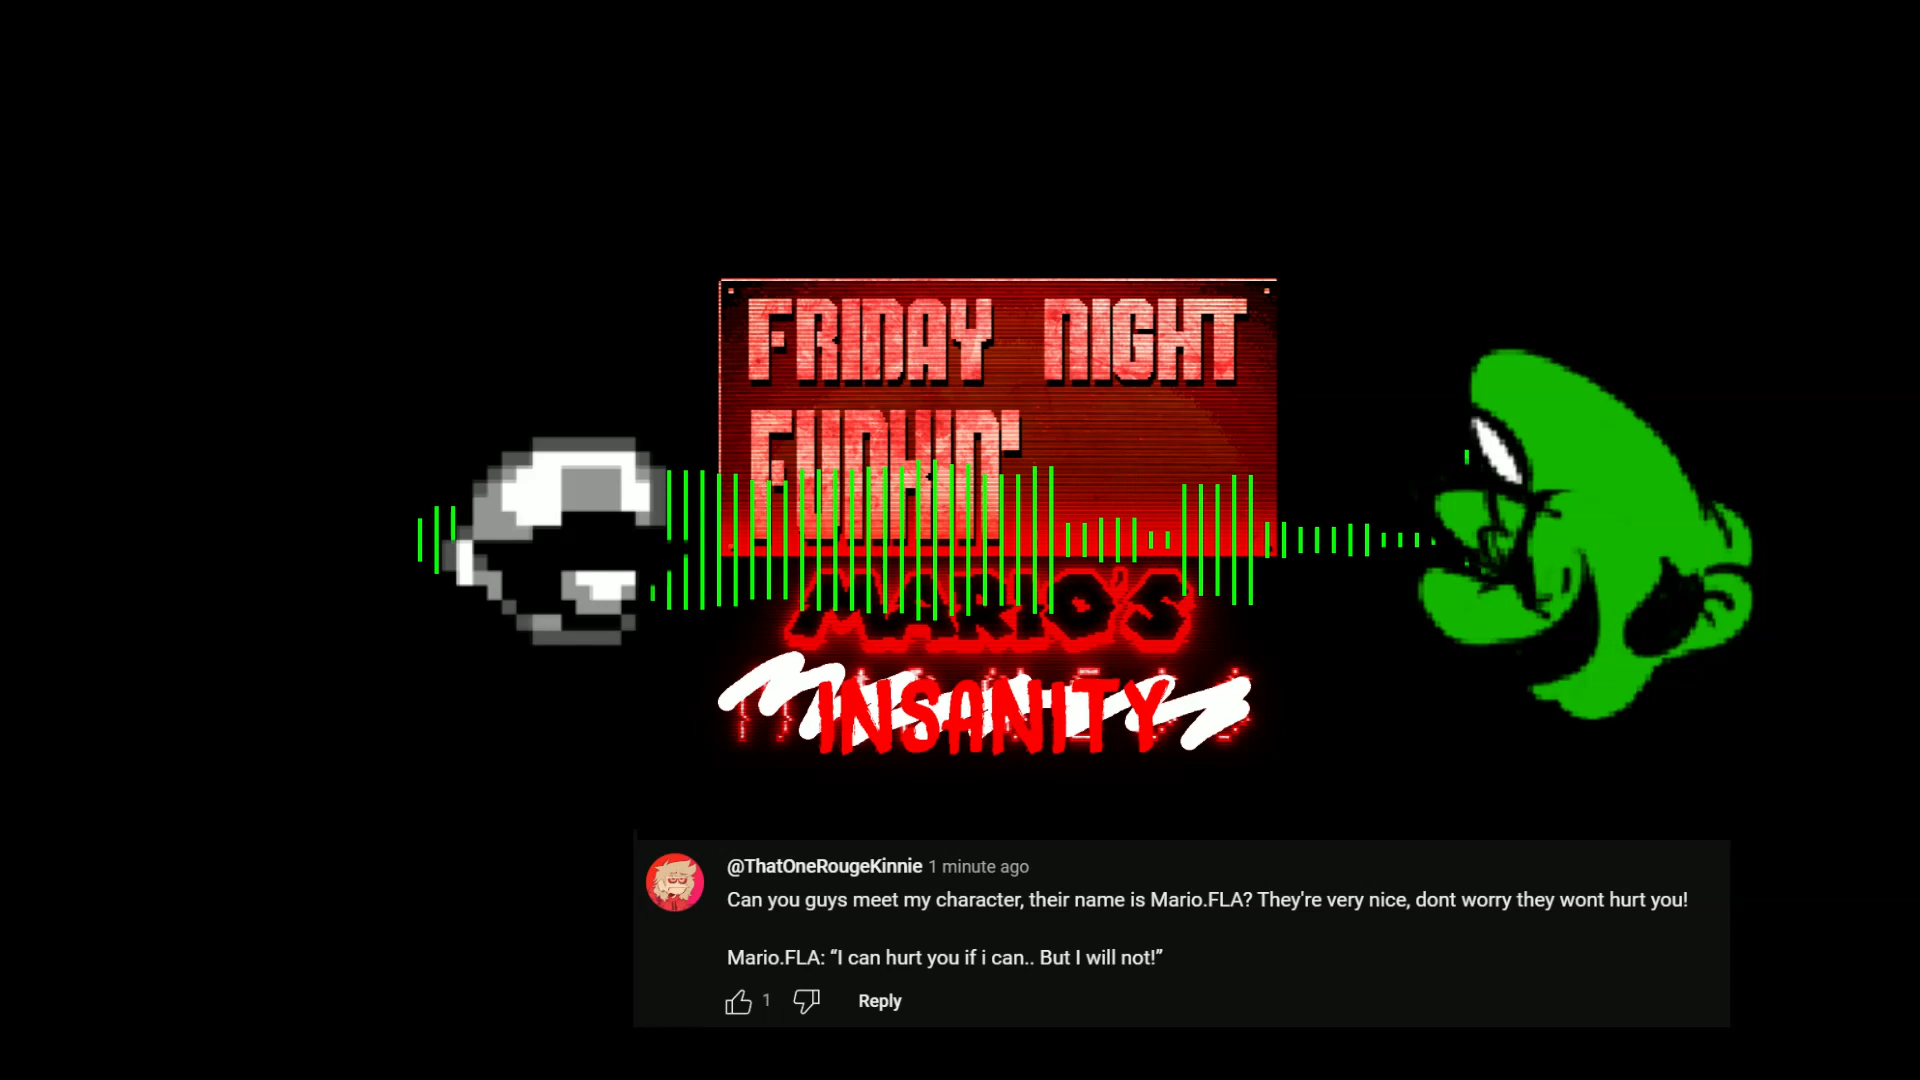 FRIDAY NIGHT
FUNKIN'
MARIO'S
INSANITY
@ThatOneRougeKinnie 1 minute ago
Can you guys meet my character, their name is Mario.FLA? They're very nice, dont worry they wont hurt you!
Mario.FLA: “I can hurt you if i can.. But I will not!”
1
Reply